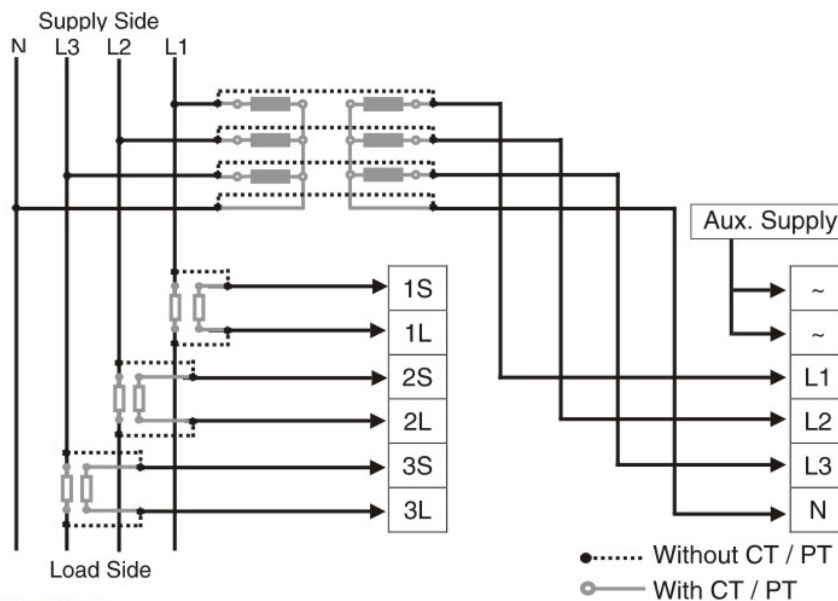 Supply Side
N L3 L2 L1
Aux. Supply
1S
~
1L
~
2S
L1
2L
L2
3S
L3
3L
N
Without CT / PT
Load Side
With CT / PT